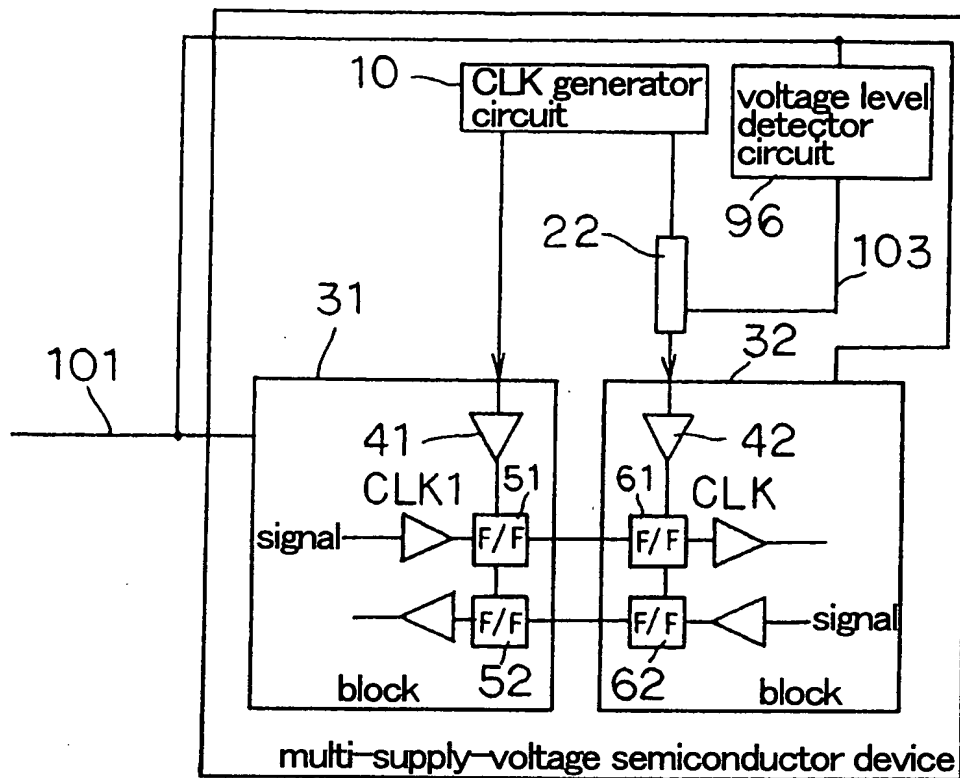 10
CLK generator
circuit
voltage level
detector
circuit
96
22
103
31
32
101
41
42
CLK1
51
61
CLK
signal
F/F
F/F
F/F
F/F
signal
52
62
block
block
multi-supply-voltage semiconductor device